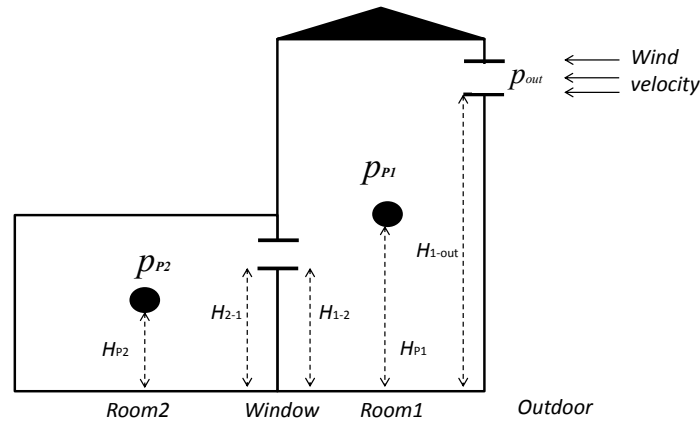 Wind
p_out
velocity
p_P1
H_1-out
p_P2
H_2-1
H_1-2
H_P2
H_P1
Room2
Window
Room1
Outdoor